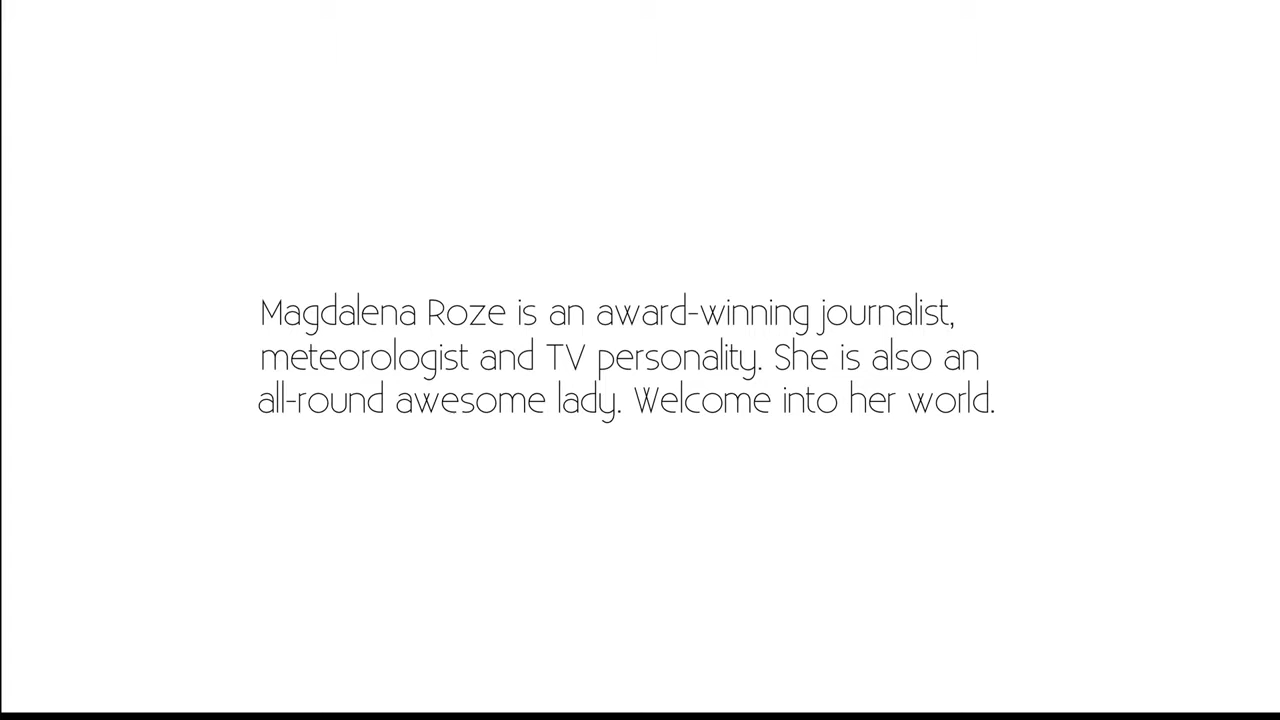 Magdalena Roze is an award-winning journalist,
meteorologist and TV personality. She is also an
all-round awesome lady. Welcome into her world.